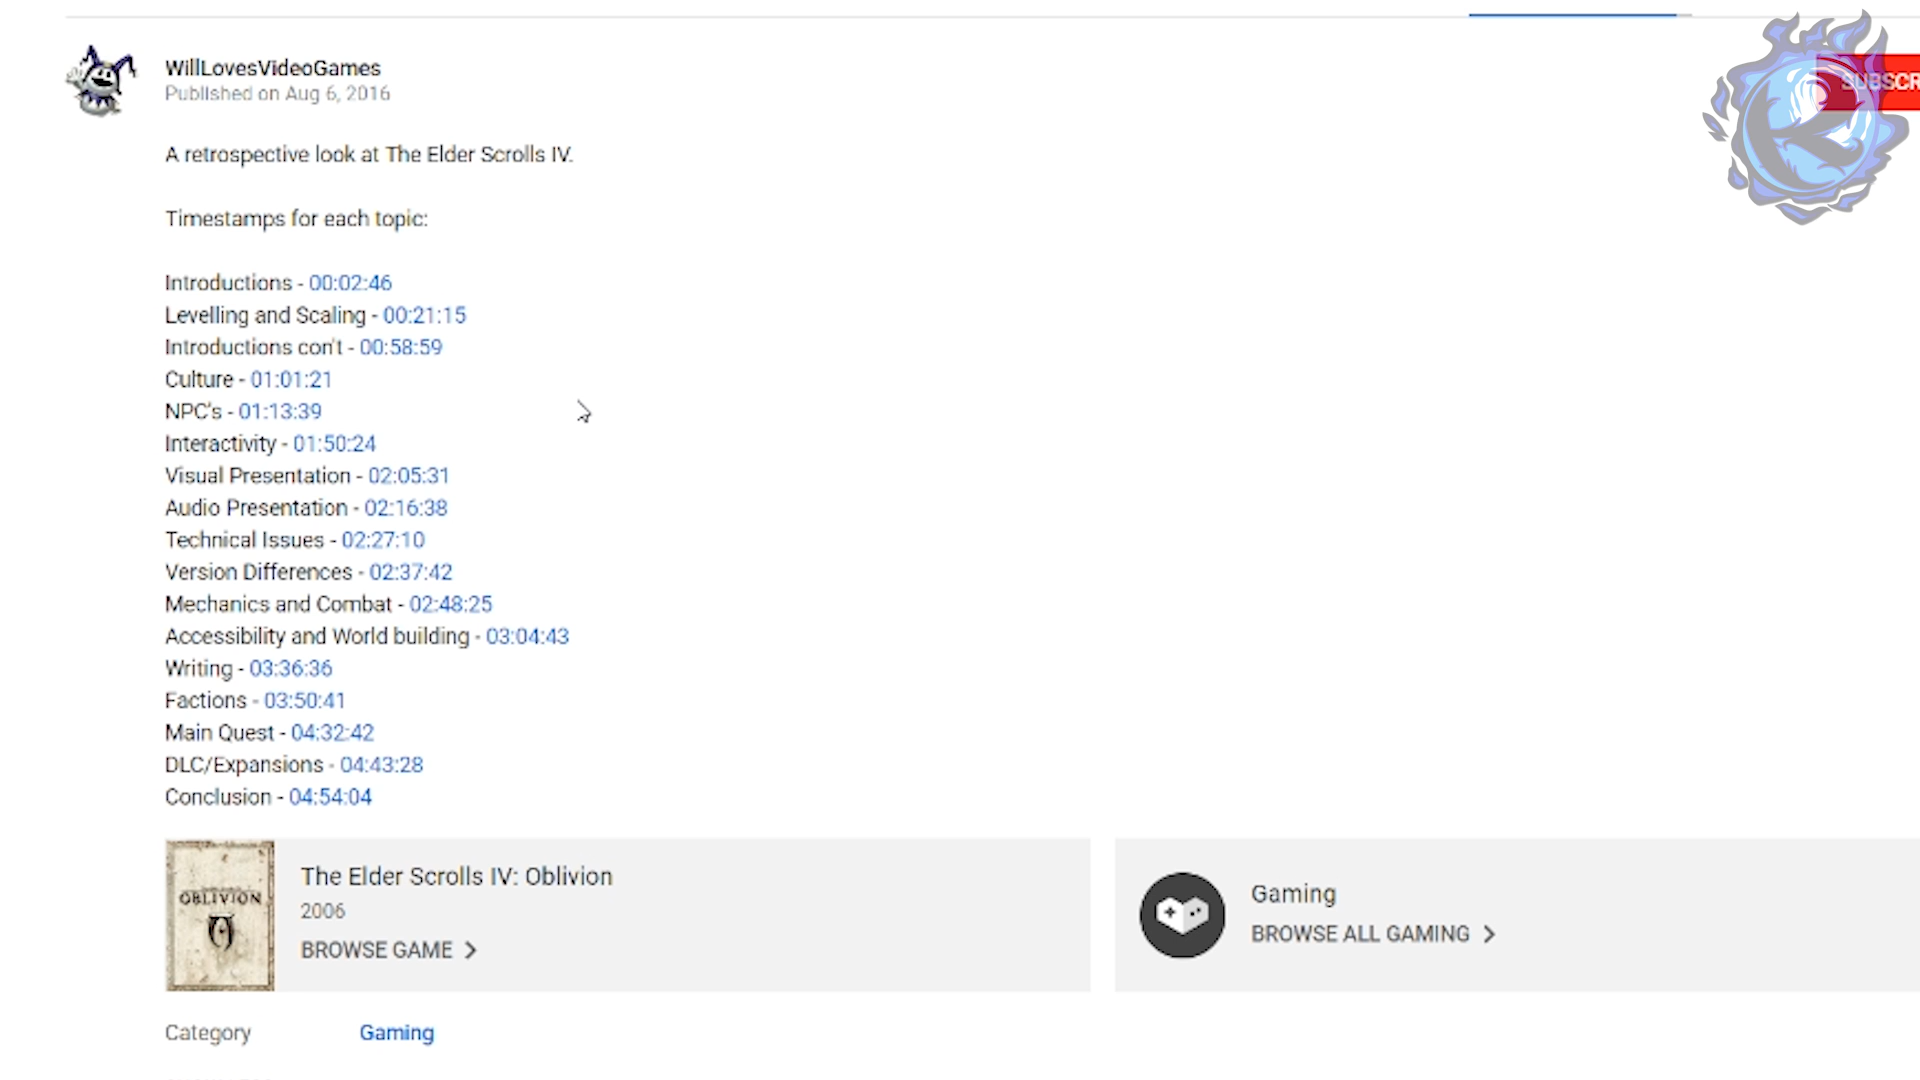 WillLovesVideoGames
Published on Aug 6, 2016
SUBSCR
A retrospective look at The Elder Scrolls IV.
Timestamps for each topic:
Introductions - 00:02:46
Levelling and Scaling - 00:21:15
Introductions con't - 00:58:59
Culture - 01:01:21
NPC's - 01:13:39
Interactivity - 01:50:24
Visual Presentation - 02:05:31
Audio Presentation - 02:16:38
Technical Issues - 02:27:10
Version Differences - 02:37:42
Mechanics and Combat - 02:48:25
Accessibility and World building - 03:04:43
Writing - 03:36:36
Factions - 03:50:41
Main Quest - 04:32:42
DLC/Expansions - 04:43:28
Conclusion - 04:54:04
OBLIVION
The Elder Scrolls IV: Oblivion
2006
BROWSE GAME
Gaming
BROWSE ALL GAMING
Category Gaming